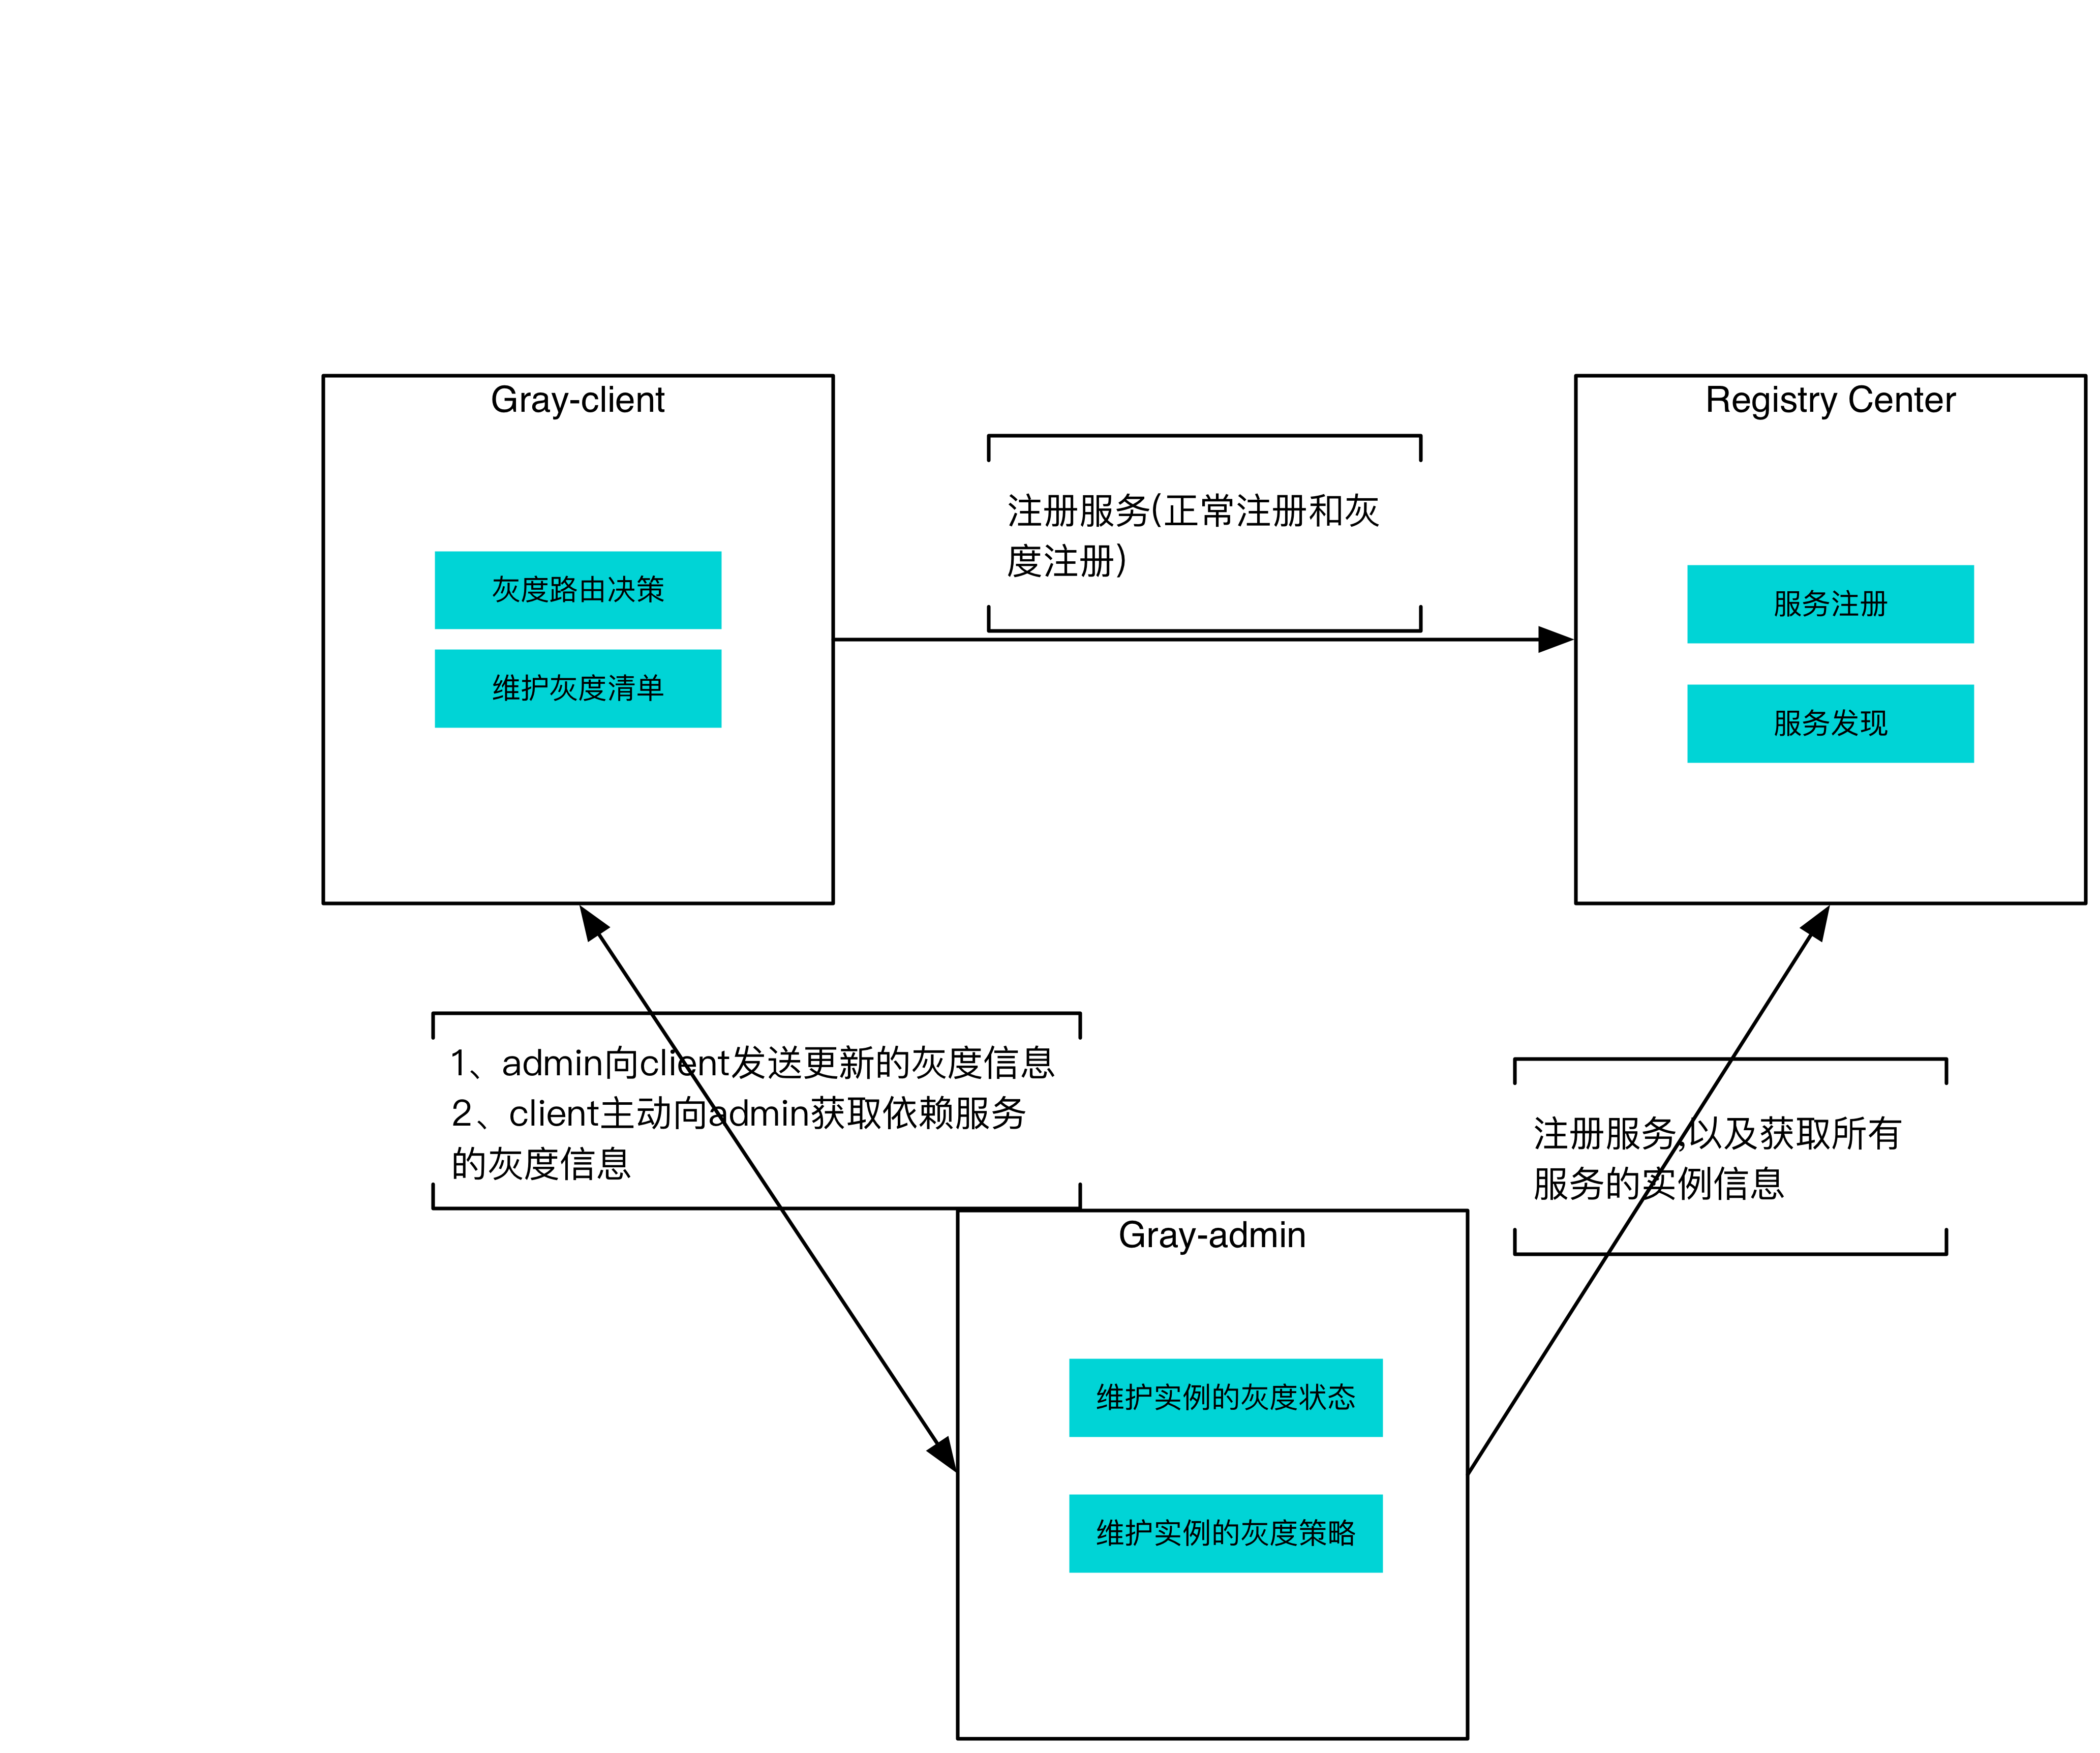 Gray-client
灰度路由决策
维护灰度清单
注册服务(正常注册和灰
度注册)
Registry Center
服务注册
服务发现
1、admin向client发送更新的灰度信息
2、client主动向admin获取依赖服务
的灰度信息
注册服务,以及获取所有
服务的实例信息
Gray-admin
维护实例的灰度状态
维护实例的灰度策略